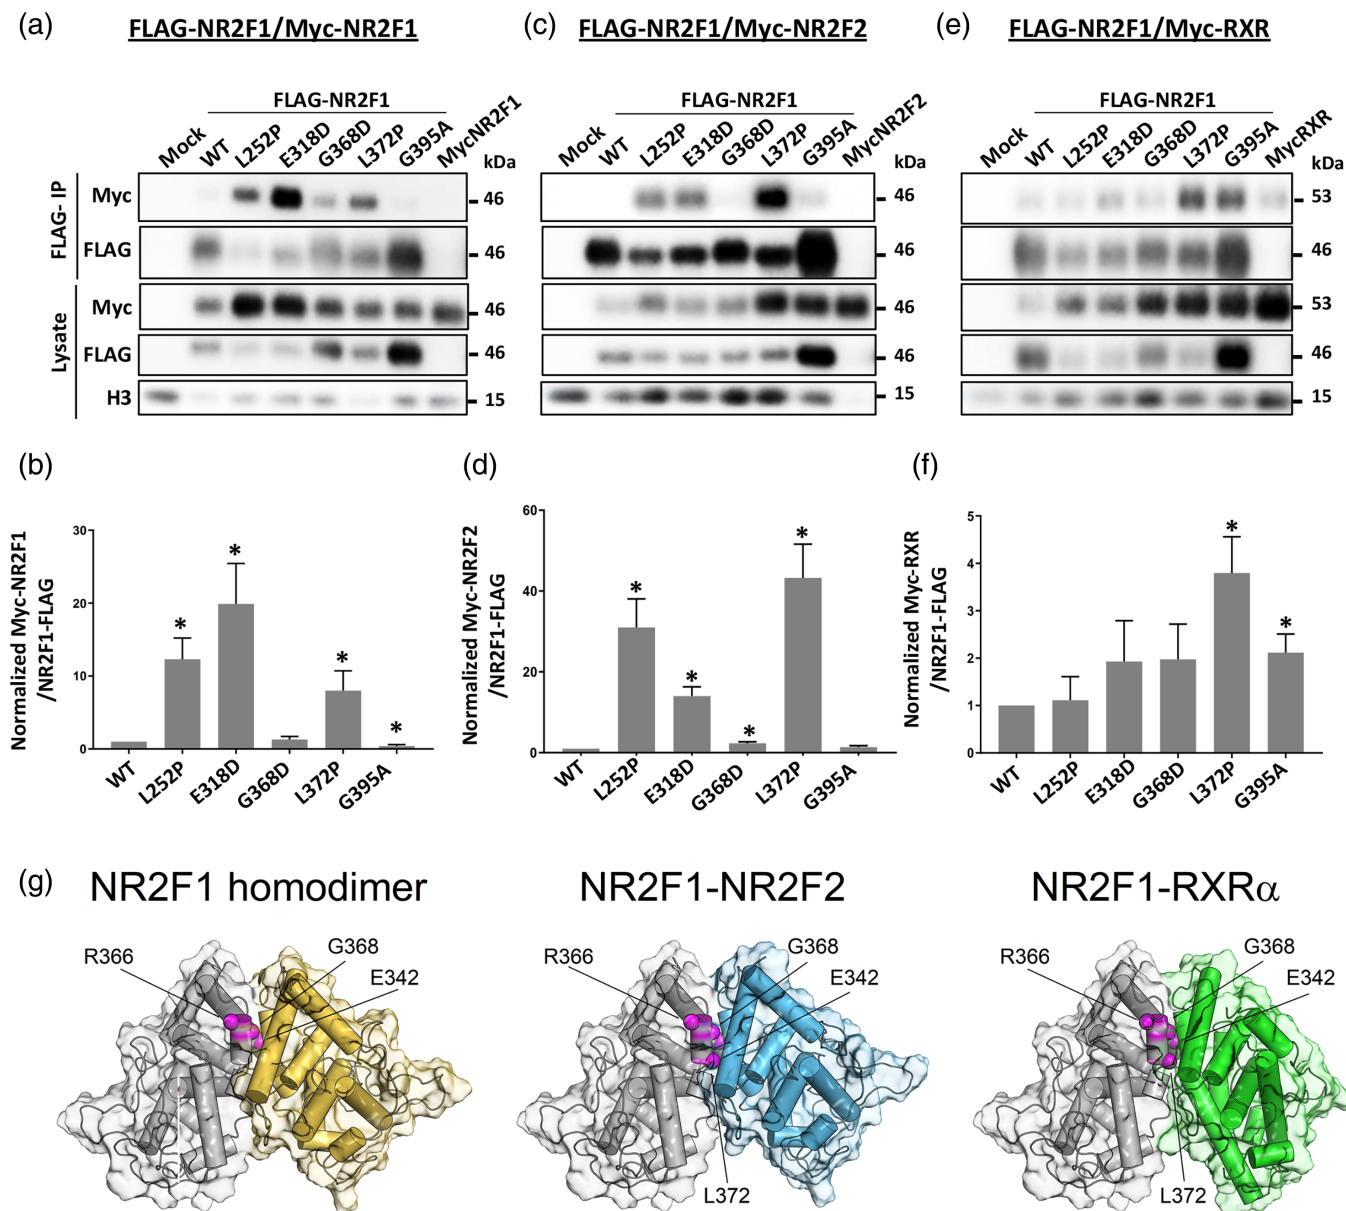 (a) FLAG-NR2F1/Myc-NR2F1
FLAG-NR2F1
Mock WT L252P E318D G368D L372P G395A MycNR2F1
kDa
FLAG- IP
Myc 46
FLAG 46
Lysate
Myc 46
FLAG 46
H3 15
(c) FLAG-NR2F1/Myc-NR2F2
FLAG-NR2F1
Mock WT L252P E318D G368D L372P G395A MycNR2F2
kDa
46
46
46
46
15
(e) FLAG-NR2F1/Myc-RXR
FLAG-NR2F1
Mock WT L252P E318D G368D L372P G395A MycRXR
kDa
53
46
53
46
15
(b)
Normalized Myc-NR2F1
/NR2F1-FLAG
30
20
10
0
* * * *
WT L252P E318D G368D L372P G395A
(d)
Normalized Myc-NR2F2
/NR2F1-FLAG
60
40
20
0
* * * *
WT L252P E318D G368D L372P G395A
(f)
Normalized Myc-RXR
/NR2F1-FLAG
5
4
3
2
1
0
* *
WT L252P E318D G368D L372P G395A
(g) NR2F1 homodimer
R366
G368
E342
NR2F1-NR2F2
R366
G368
E342
L372
NR2F1-RXRα
R366
G368
E342
L372